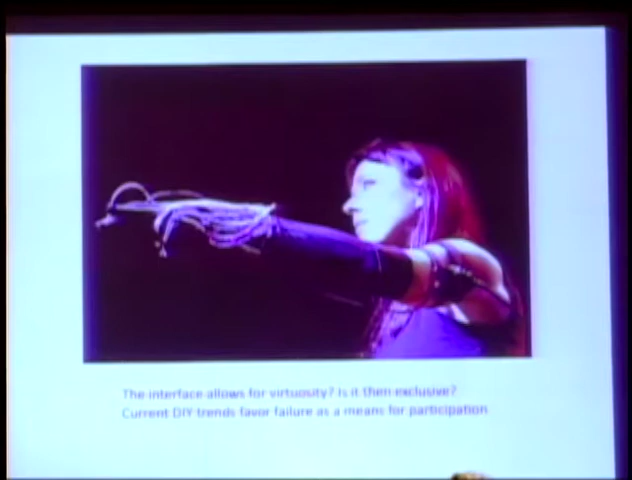 The interface allows for virtuosity? Is it then exclusive?
Current DIY trends favor failure as a means for participation